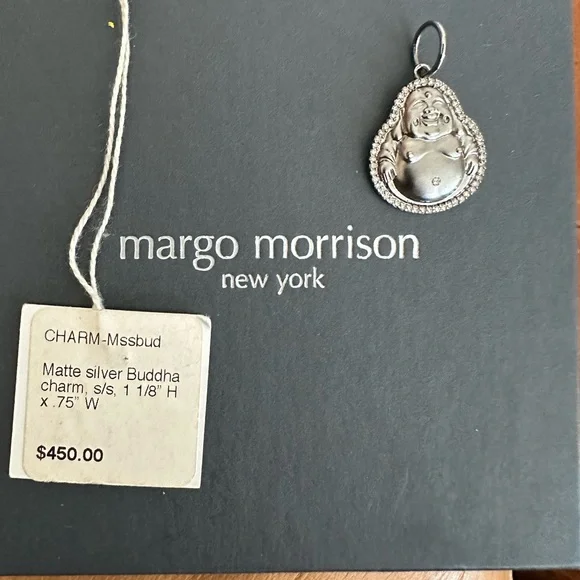 margo morrison
new york
CHARM-Mssbud
Matte silver Buddha
charm, s/s, 1 1/8" H
x .75" W
$450.00